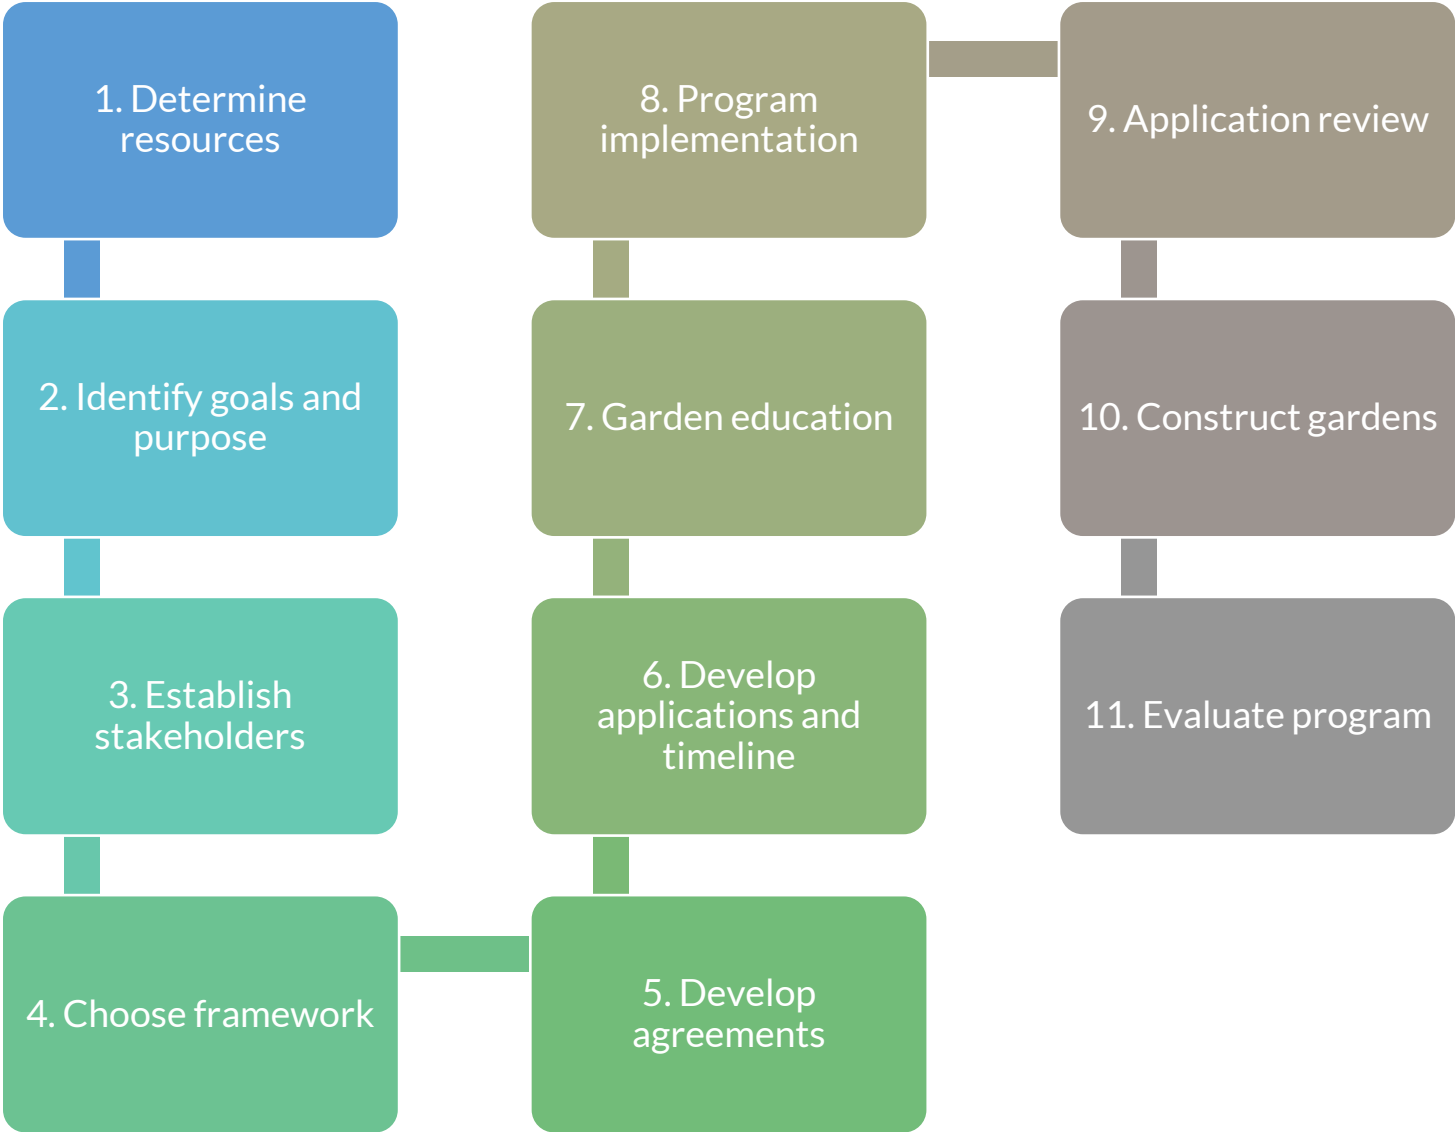 1. Determine
resources
2. Identify goals and
purpose
3. Establish
stakeholders
4. Choose framework
5. Develop
agreements
6. Develop
applications and
timeline
7. Garden education
8. Program
implementation
9. Application review
10. Construct gardens
11. Evaluate program